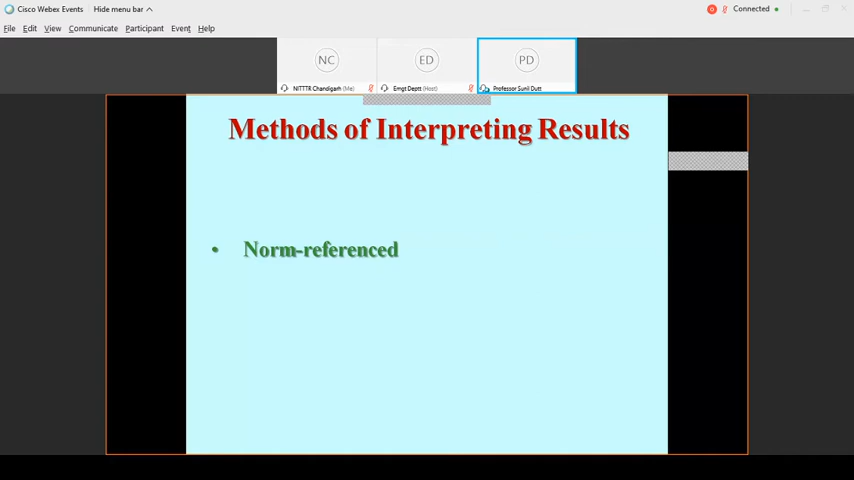 Cisco Webex Events Hide menu bar Connected
File Edit View Communicate Participant Event Help
NC ED PD
NITTTR Chandigarh (Me) Emgt Deptt (Host) Professor Sunil Dutt
Methods of Interpreting Results
• Norm-referenced